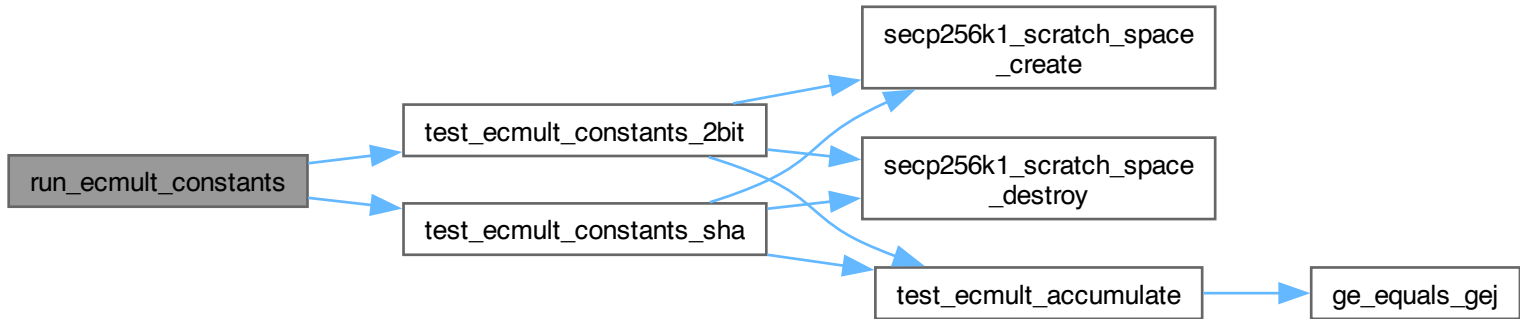 run_ecmult_constants
test_ecmult_constants_2bit
test_ecmult_constants_sha
secp256k1_scratch_space
_create
secp256k1_scratch_space
_destroy
test_ecmult_accumulate
ge_equals_gej